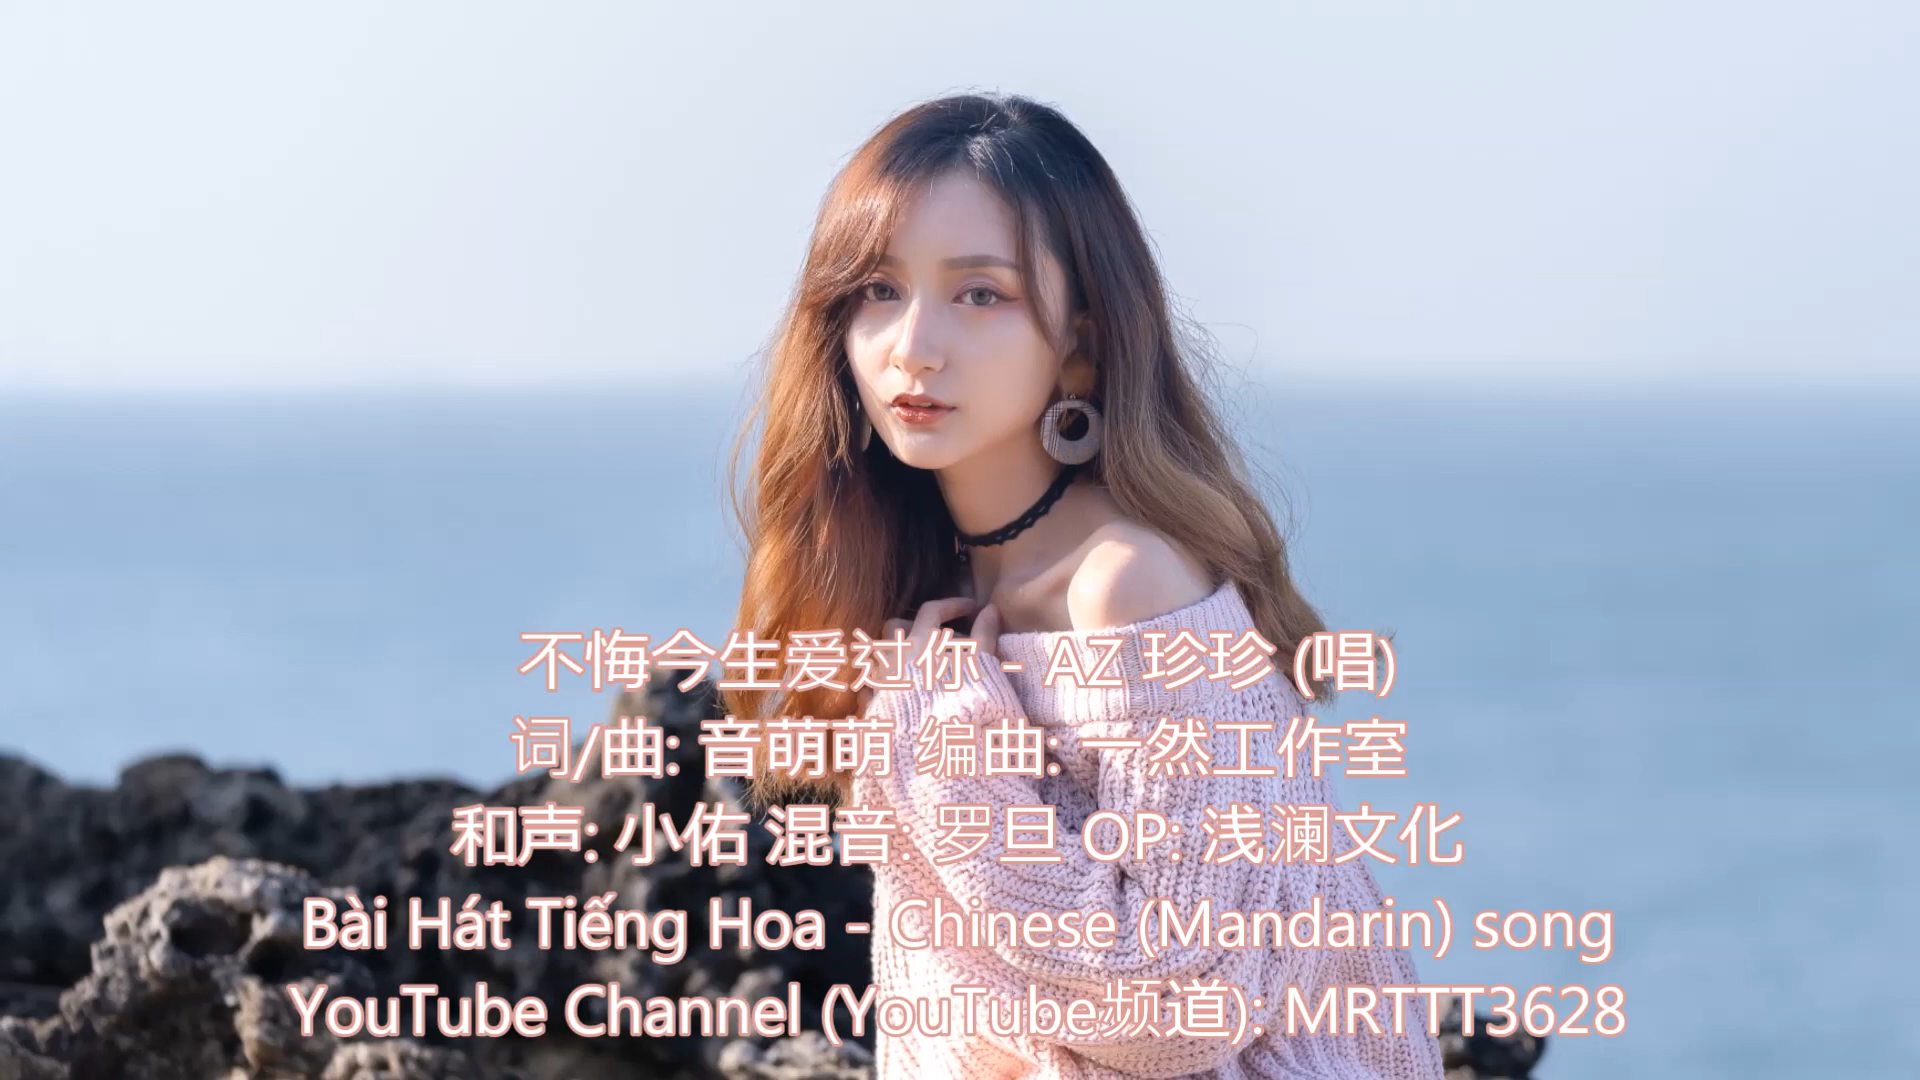 不悔今生爱过你 - AZ 珍珍 (唱)
词/曲: 音萌萌 编曲: 一然工作室
和声: 小佑 混音: 罗旦 OP: 浅澜文化
Bài Hát Tiếng Hoa - Chinese (Mandarin) song
YouTube Channel (YouTube频道): MRTTT3628